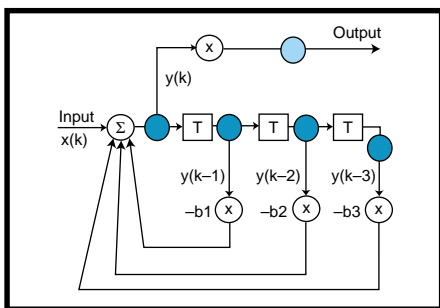 Output
x
y(k)
Input
x(k)
Σ
T
T
T
y(k–1)
y(k–2)
y(k–3)
–b1
x
–b2
x
–b3
x